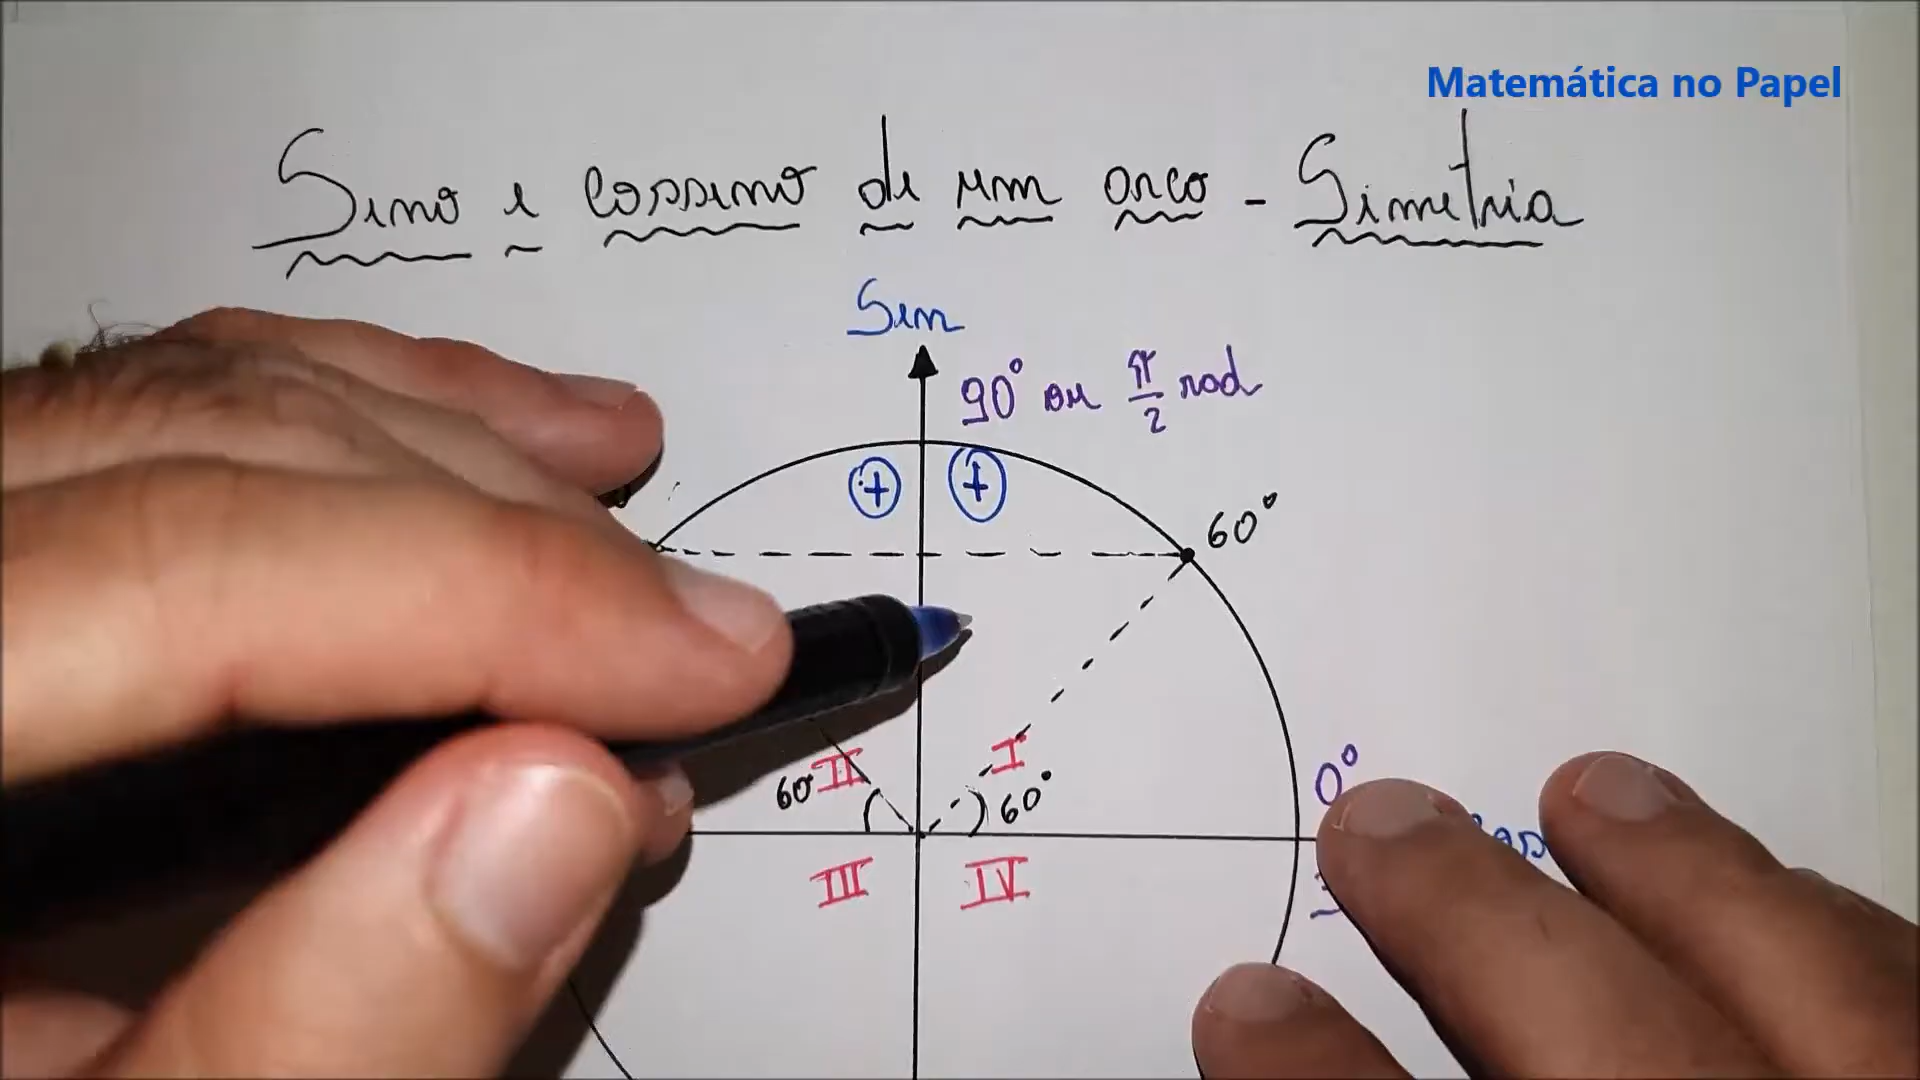 Matemática no Papel
Seno e cosseno de um arco - Simetria
Sen
90° ou π/2 rad
+ +
60°
II I
60 60°
0°
III IV